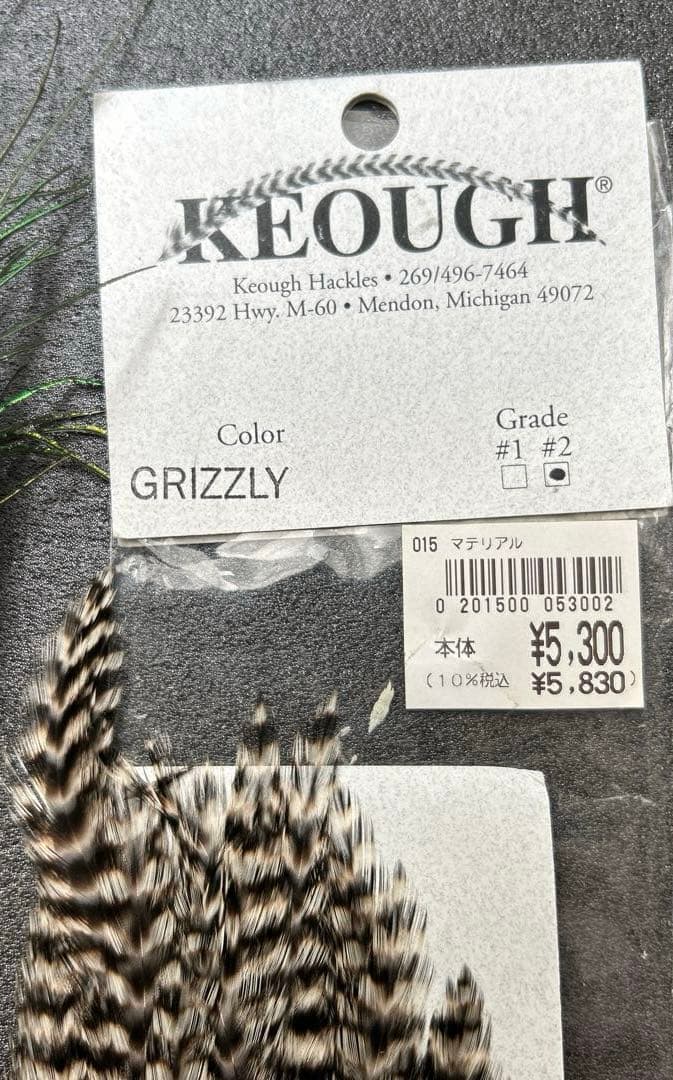 KEOUGH®
Keough Hackles • 269/496-7464
23392 Hwy. M-60 • Mendon, Michigan 49072
Color
GRIZZLY
Grade
#1 #2
015 マテリアル
0 201500 053002
本体 ¥5,300
(10%税込 ¥5,830)